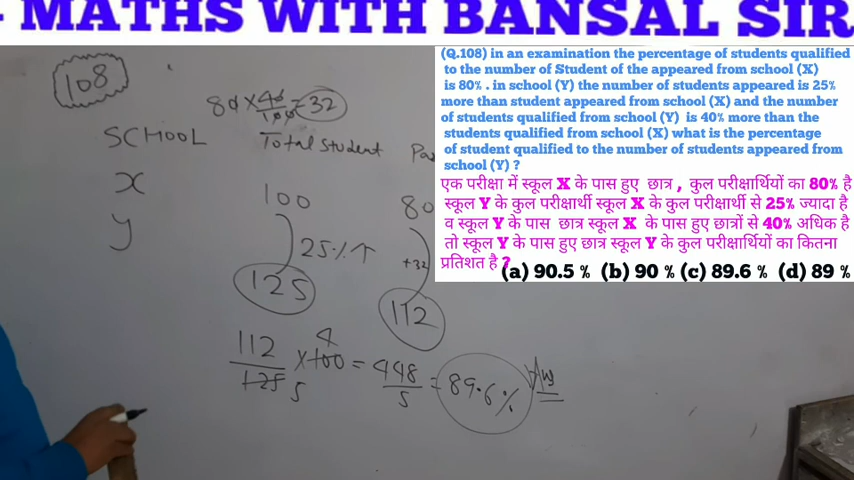 - MATHS WITH BANSAL SIR
(Q.108) in an examination the percentage of students qualified
to the number of Student of the appeared from school (X)
is 80% . in school (Y) the number of students appeared is 25%
more than student appeared from school (X) and the number
of students qualified from school (Y) is 40% more than the
students qualified from school (X) what is the percentage
of student qualified to the number of students appeared from
school (Y) ?
एक परीक्षा में स्कूल X के पास हुए छात्र , कुल परीक्षार्थियों का 80% है
स्कूल Y के कुल परीक्षार्थी स्कूल X के कुल परीक्षार्थी से 25% ज्यादा है
व स्कूल Y के पास छात्र स्कूल X के पास हुए छात्रों से 40% अधिक है
तो स्कूल Y के पास हुए छात्र स्कूल Y के कुल परीक्षार्थियों का कितना
प्रतिशत है ?
(a) 90.5 % (b) 90 % (c) 89.6 % (d) 89 %
108
80 × 40/100 = 32
SCHOOL Total Student Pa
X 100 80
25% ↑ +32
Y 125 112
112/125 × 100 4 = 448/5 = 89.6% Ans
5